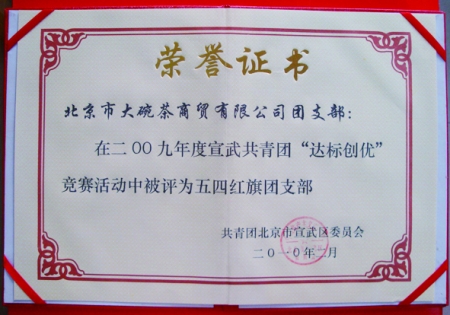 荣誉证书
北京市大碗茶商贸有限公司团支部：
在二00九年度宣武共青团“达标创优”
竞赛活动中被评为五四红旗团支部
共青团北京市宣武区委员会
二○一○年二月